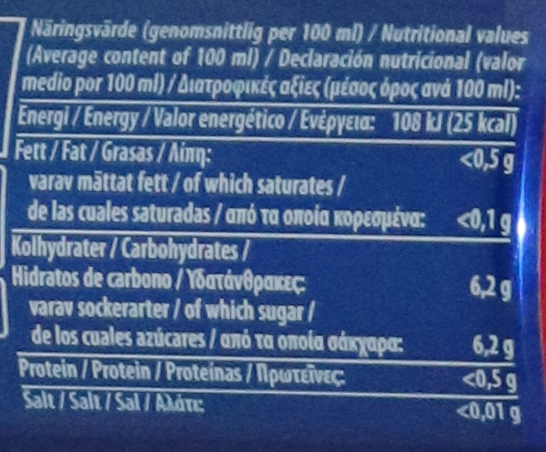 Näringsvärde (genomsnittlig per 100 ml) / Nutritional values
(Average content of 100 ml) / Declaración nutricional (valor
medio por 100 ml) / Διατροφικές αξίες (μέσος όρος ανά 100 ml):
Energi / Energy / Valor energético / Ενέργεια: 108 kJ (25 kcal)
Fett / Fat / Grasas / Λίπη: <0,5 g
varav mättat fett / of which saturates /
de las cuales saturadas / από τα οποία κορεσμένα: <0,1 g
Kolhydrater / Carbohydrates /
Hidratos de carbono / Υδατάνθρακες: 6,2 g
varav sockerarter / of which sugar /
de los cuales azúcares / από τα οποία σάκχαρα: 6,2 g
Protein / Protein / Proteínas / Πρωτεΐνες: <0,5 g
Salt / Salt / Sal / Αλάτι: <0,01 g